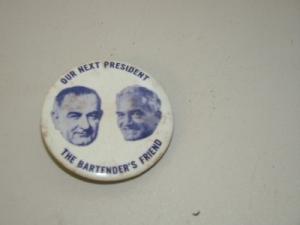 OUR NEXT PRESIDENT
THE BARTENDER'S FRIEND